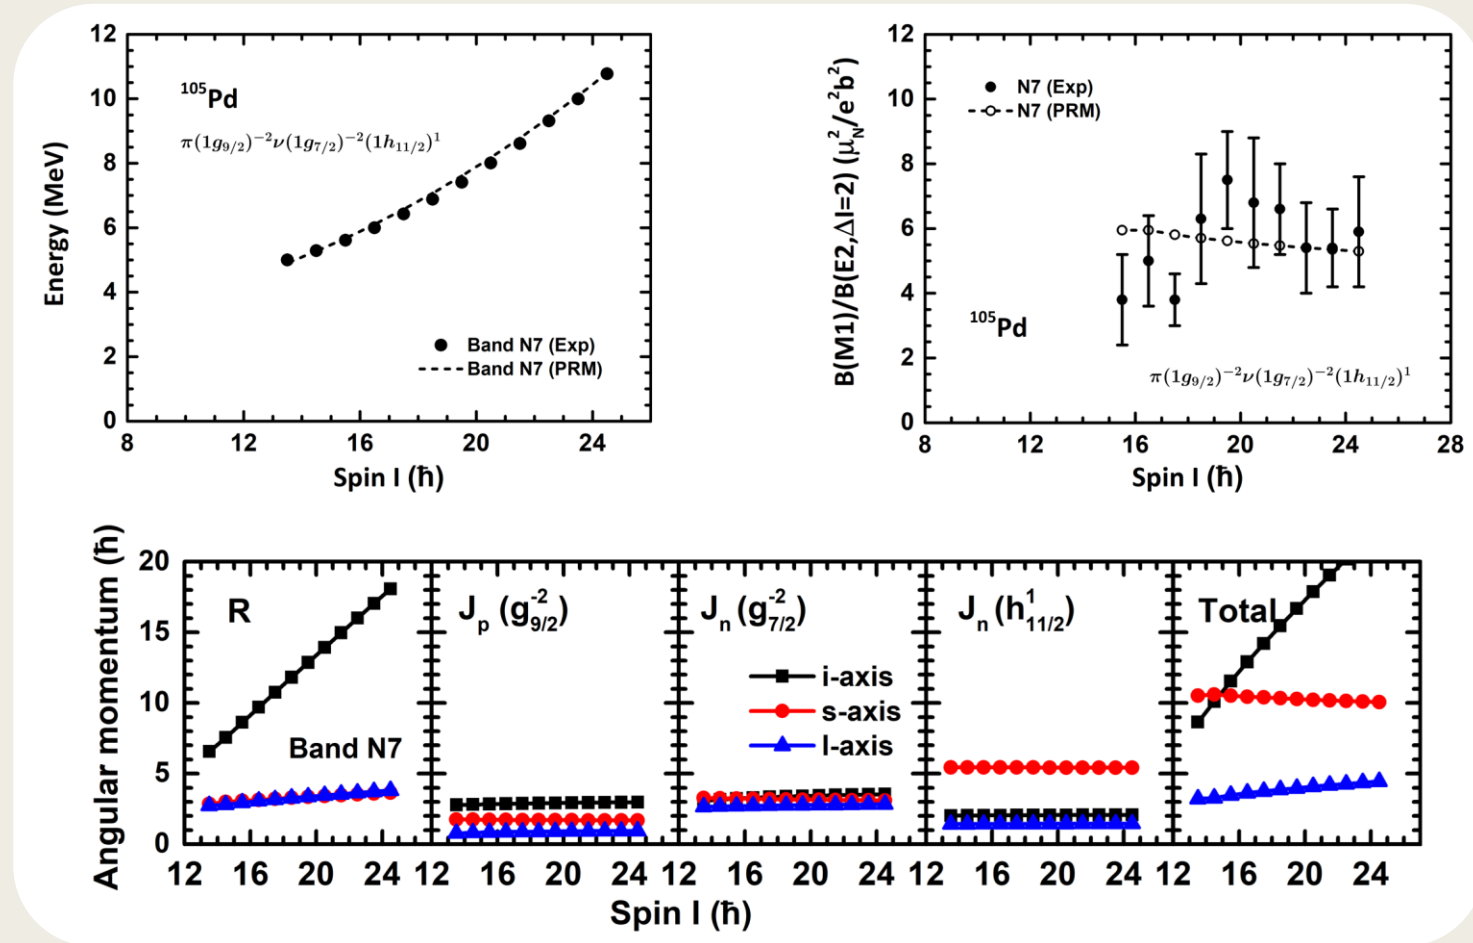 12
10
8
6
4
2
0
Energy (MeV)
¹⁰⁵Pd
π(1g₉/₂)⁻²ν(1g₇/₂)⁻²(1h₁₁/₂)¹
Band N7 (Exp)
Band N7 (PRM)
8 12 16 20 24
Spin I (ħ)
12
10
8
6
4
2
0
B(M1)/B(E2,ΔI=2) (μ²_N/e²b²)
N7 (Exp)
N7 (PRM)
¹⁰⁵Pd
π(1g₉/₂)⁻²ν(1g₇/₂)⁻²(1h₁₁/₂)¹
8 12 16 20 24 28
Spin I (ħ)
20
15
10
5
0
Angular momentum (ħ)
R
Band N7
Jₚ (g₉/₂⁻²)
Jₙ (g₇/₂⁻²)
i-axis
s-axis
l-axis
Jₙ (h₁₁/₂¹)
Total
12 16 20 24 12 16 20 24 12 16 20 24 12 16 20 24 12 16 20 24
Spin I (ħ)